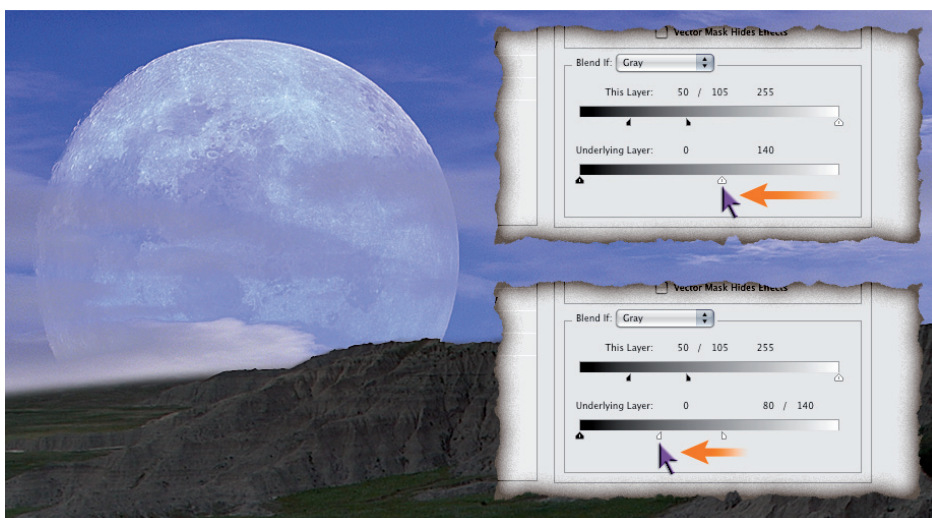 Vector Mask Hides Effects
Blend If: Gray
This Layer: 50 / 105 255
Underlying Layer: 0 140
Vector Mask Hides Effects
Blend If: Gray
This Layer: 50 / 105 255
Underlying Layer: 0 80 / 140